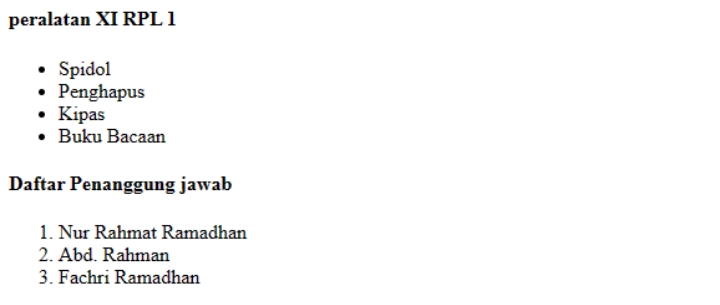 peralatan XI RPL 1
• Spidol
• Penghapus
• Kipas
• Buku Bacaan
Daftar Penanggung jawab
1. Nur Rahmat Ramadhan
2. Abd. Rahman
3. Fachri Ramadhan